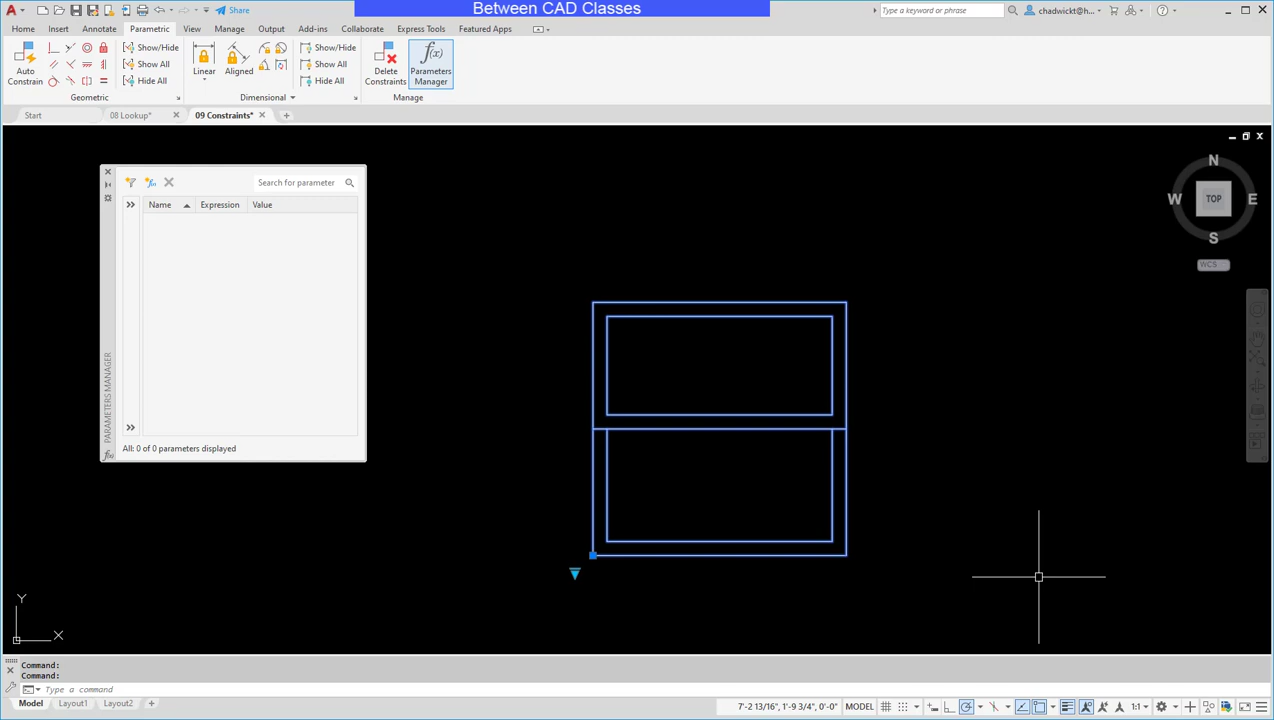 Between CAD Classes
Share
Type a keyword or phrase
chadwickt@h...
Home Insert Annotate Parametric View Manage Output Add-ins Collaborate Express Tools Featured Apps
Auto
Constrain
Show/Hide
Show All
Hide All
Linear
Aligned
Show/Hide
Show All
Hide All
Delete
Constraints
f(x)
Parameters
Manager
Geometric
Dimensional
Manage
Start
08 Lookup*
09 Constraints*
Search for parameter
Name Expression Value
PARAMETERS MANAGER
All: 0 of 0 parameters displayed
N
W TOP E
S
WCS
Y
X
Command:
Command:
Type a command
Model Layout1 Layout2
7'-2 13/16", 1'-9 3/4", 0'-0" MODEL
1:1